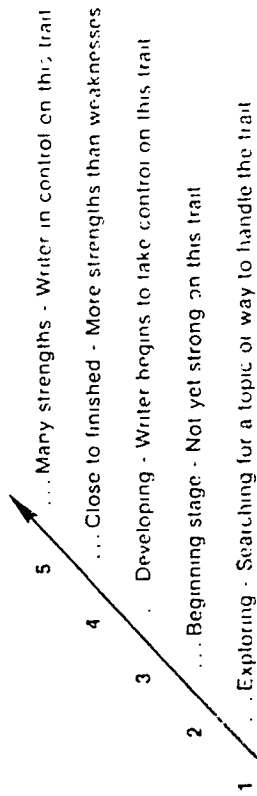 5 ... Many strengths - Writer in control on this trait
4 ... Close to finished - More strengths than weaknesses
3 . Developing - Writer begins to take control on this trait
2 ... Beginning stage - Not yet strong on this trait
1 ... Exploring - Searching for a topic or way to handle the trait